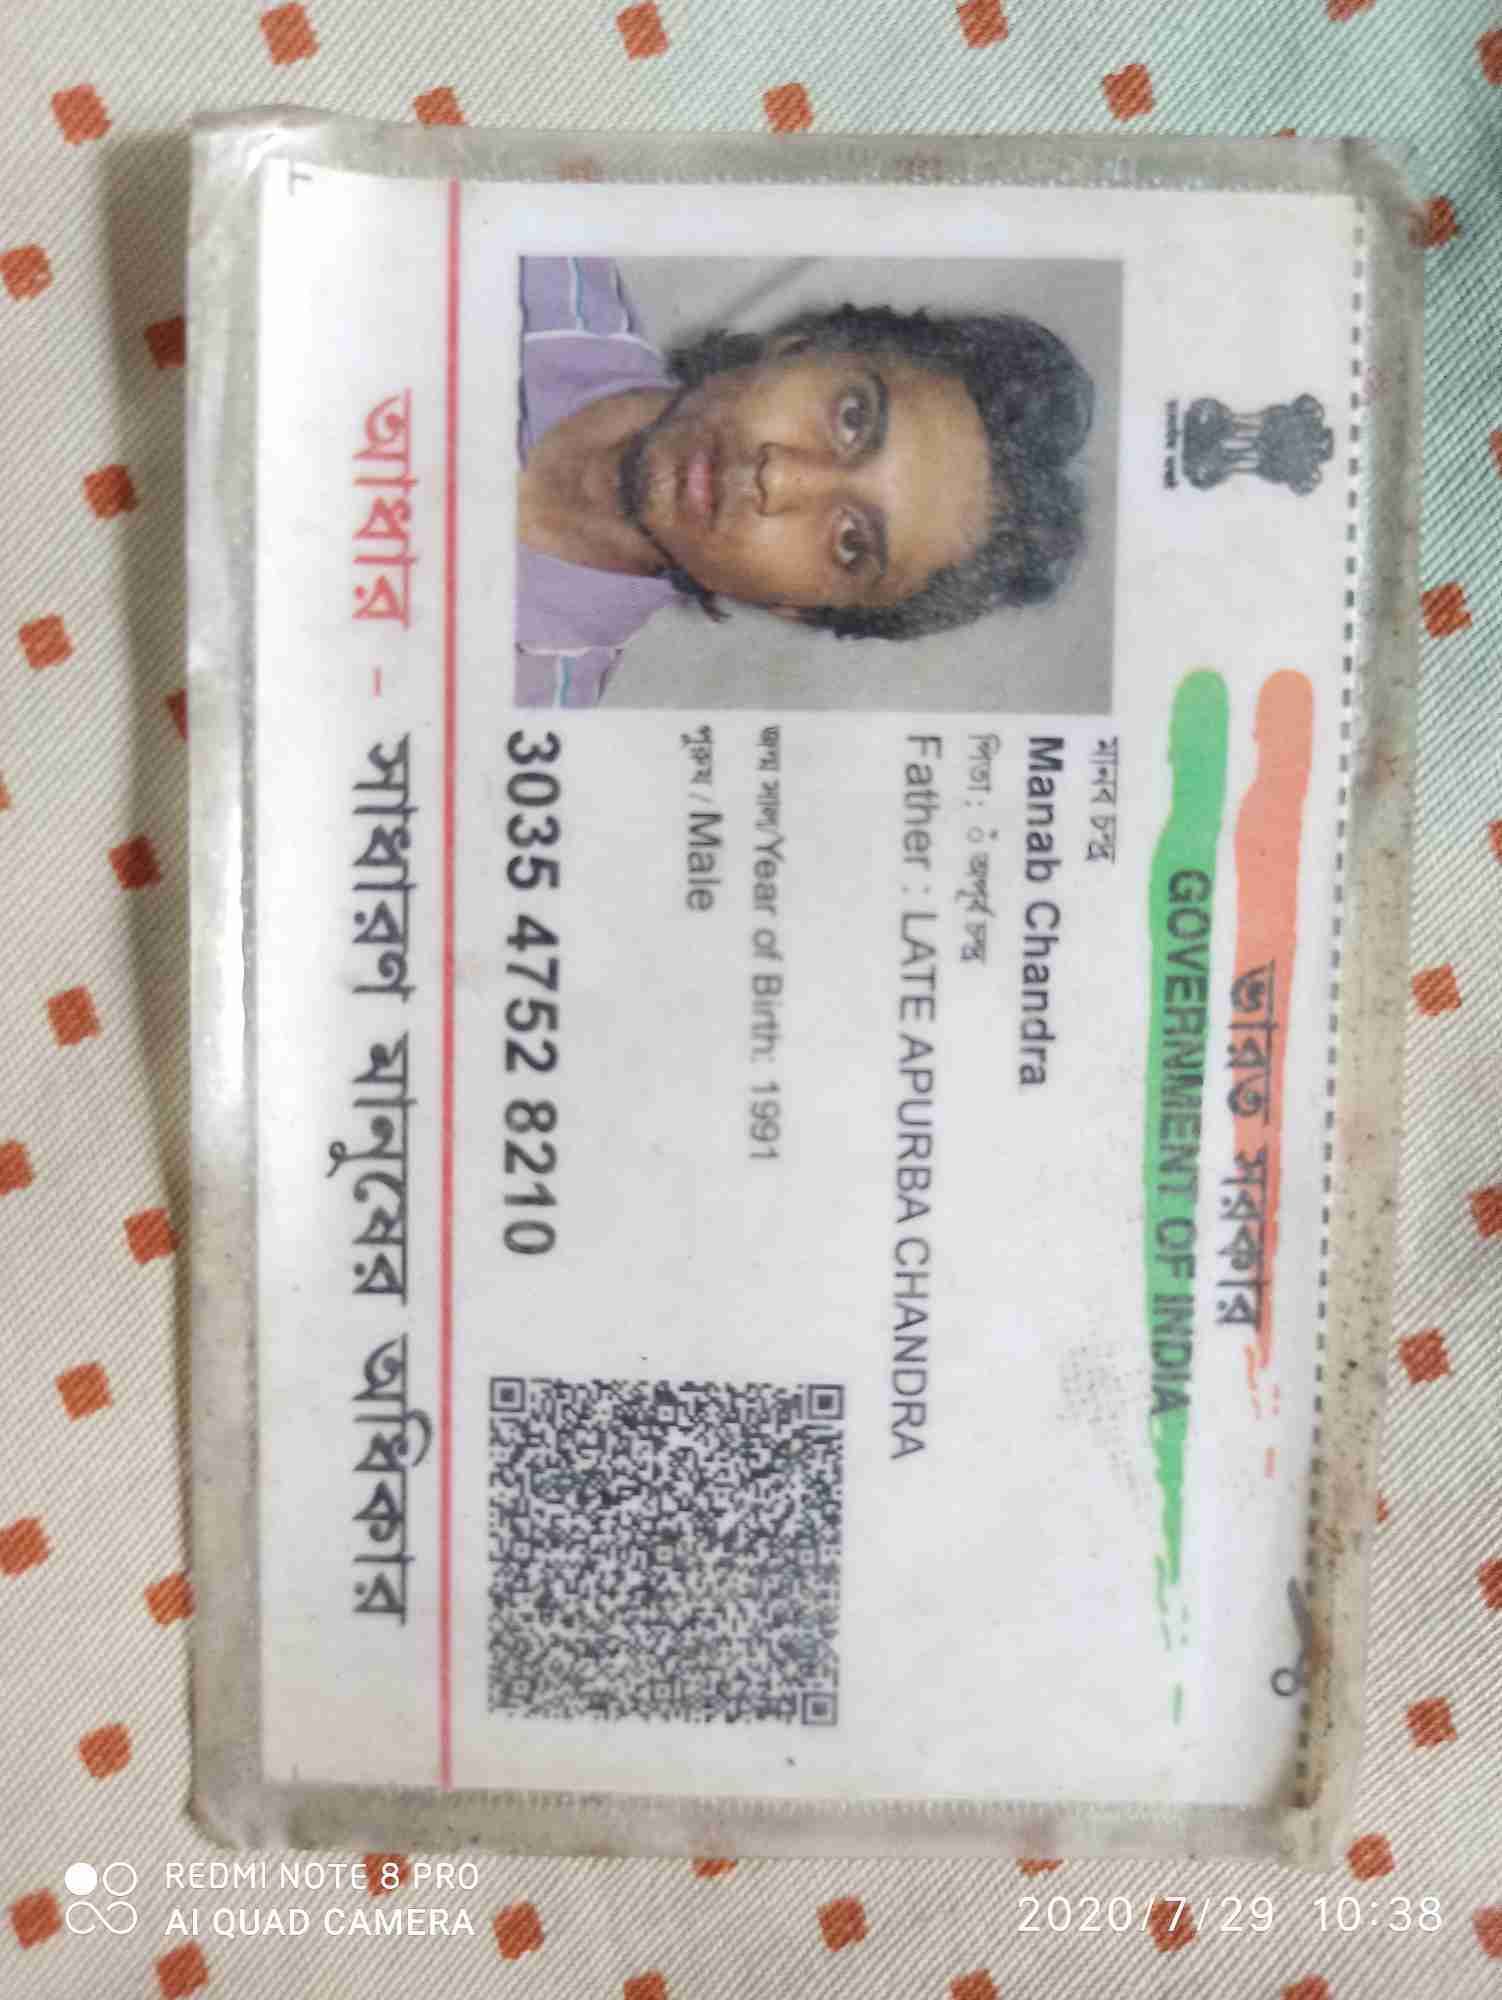 ভারত সরকার
GOVERNMENT OF INDIA
মানব চন্দ্র
Manab Chandra
পিতা : ঁ অপূর্ব চন্দ্র
Father : LATE APURBA CHANDRA
জন্ম সাল/Year of Birth: 1991
পুরুষ / Male
3035 4752 8210
আধার - সাধারণ মানুষের অধিকার
REDMI NOTE 8 PRO
AI QUAD CAMERA
2020/7/29 10:38